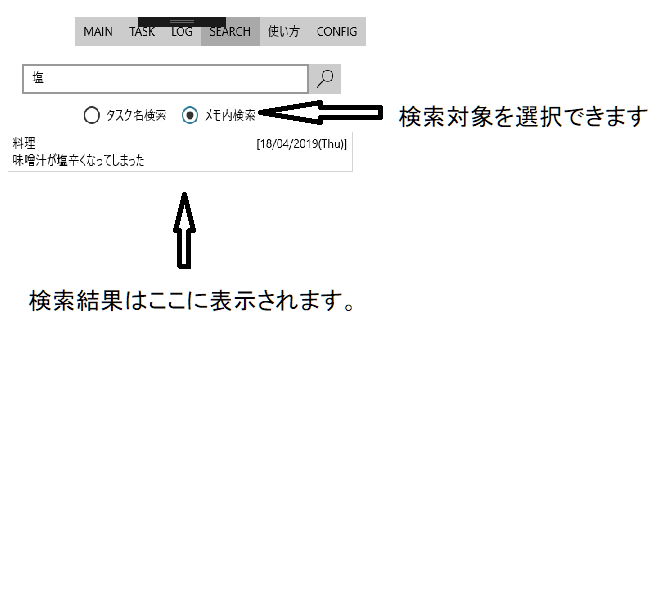 MAIN TASK LOG SEARCH 使い方 CONFIG
塩
タスク名検索 メモ内検索
検索対象を選択できます
料理 [18/04/2019(Thu)]
味噌汁が塩辛くなってしまった
検索結果はここに表示されます。